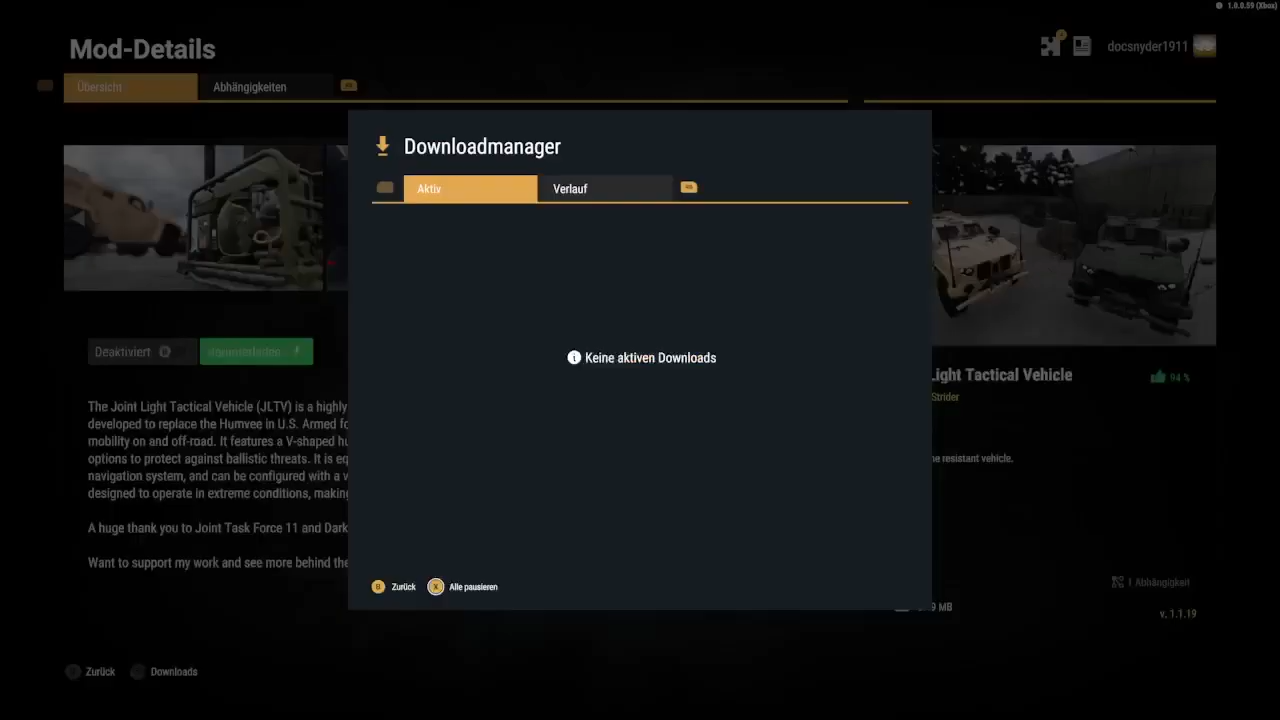 1.0.0.59 (Xbox)
Mod-Details
docsnyder1911
Übersicht
Abhängigkeiten
Downloadmanager
Aktiv
Verlauf
Keine aktiven Downloads
Deaktiviert
Light Tactical Vehicle
94 %
Strider
The Joint Light Tactical Vehicle (JLTV) is a highly
developed to replace the Humvee in U.S. Armed fo
mobility on and off-road. It features a V-shaped hu
options to protect against ballistic threats. It is eq
navigation system, and can be configured with a v
designed to operate in extreme conditions, making
resistant vehicle.
A huge thank you to Joint Task Force 11 and Dark
Want to support my work and see more behind the
B Zurück
X Alle pausieren
1 Abhängigkeit
MB
v. 1.1.19
Zurück
Downloads